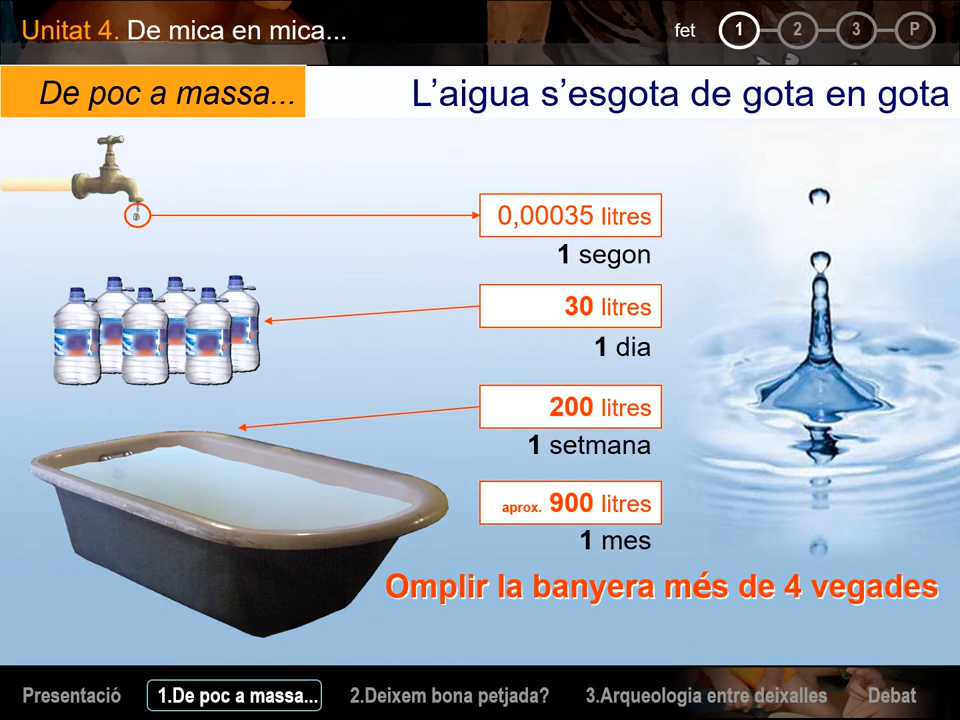 Unitat 4. De mica en mica...
fet 1 2 3 P
De poc a massa...
L’aigua s’esgota de gota en gota
0,00035 litres
1 segon
30 litres
1 dia
200 litres
1 setmana
aprox. 900 litres
1 mes
Omplir la banyera més de 4 vegades
Presentació 1.De poc a massa... 2.Deixem bona petjada? 3.Arqueologia entre deixalles Debat